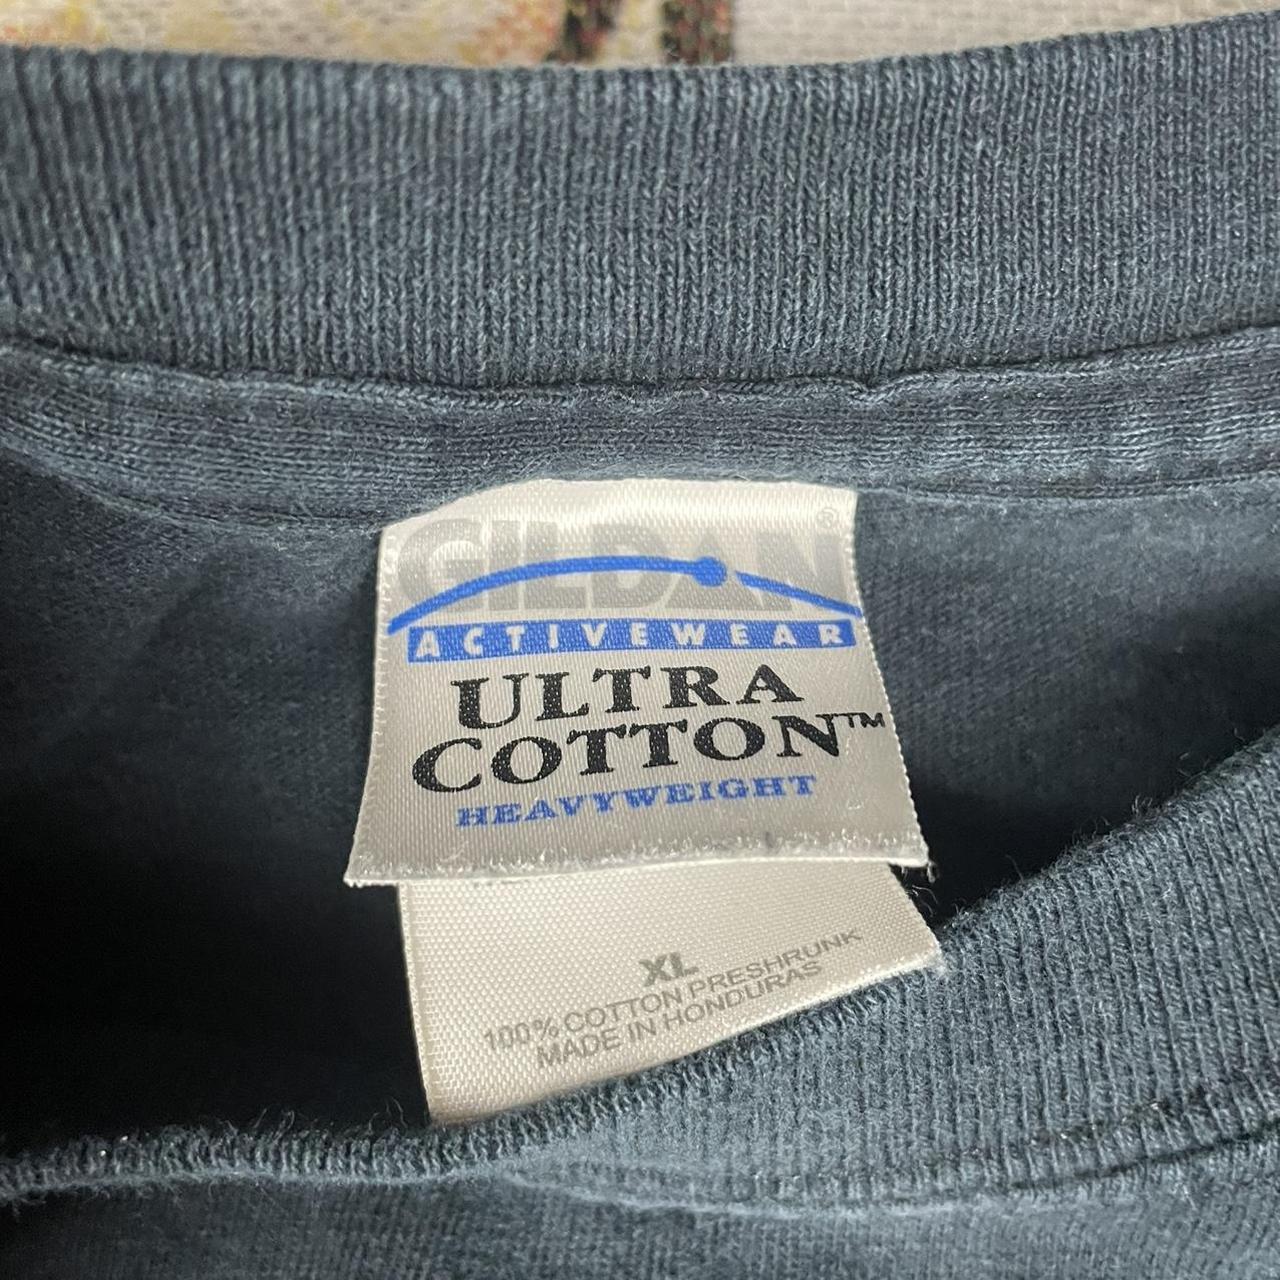 GILDAN®
ACTIVEWEAR
ULTRA
COTTON™
HEAVYWEIGHT
XL
100% COTTON PRESHRUNK
MADE IN HONDURAS